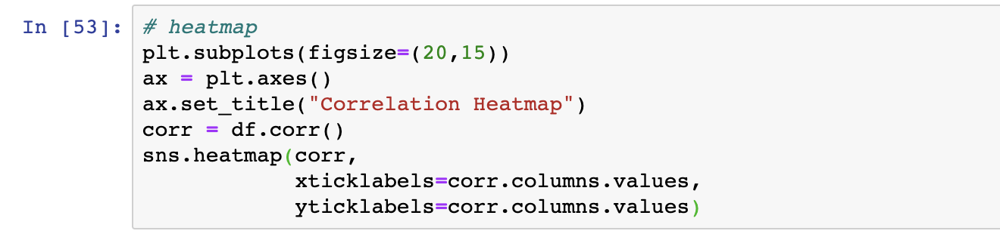 In [53]: # heatmap
plt.subplots(figsize=(20,15))
ax = plt.axes()
ax.set_title("Correlation Heatmap")
corr = df.corr()
sns.heatmap(corr,
            xticklabels=corr.columns.values,
            yticklabels=corr.columns.values)